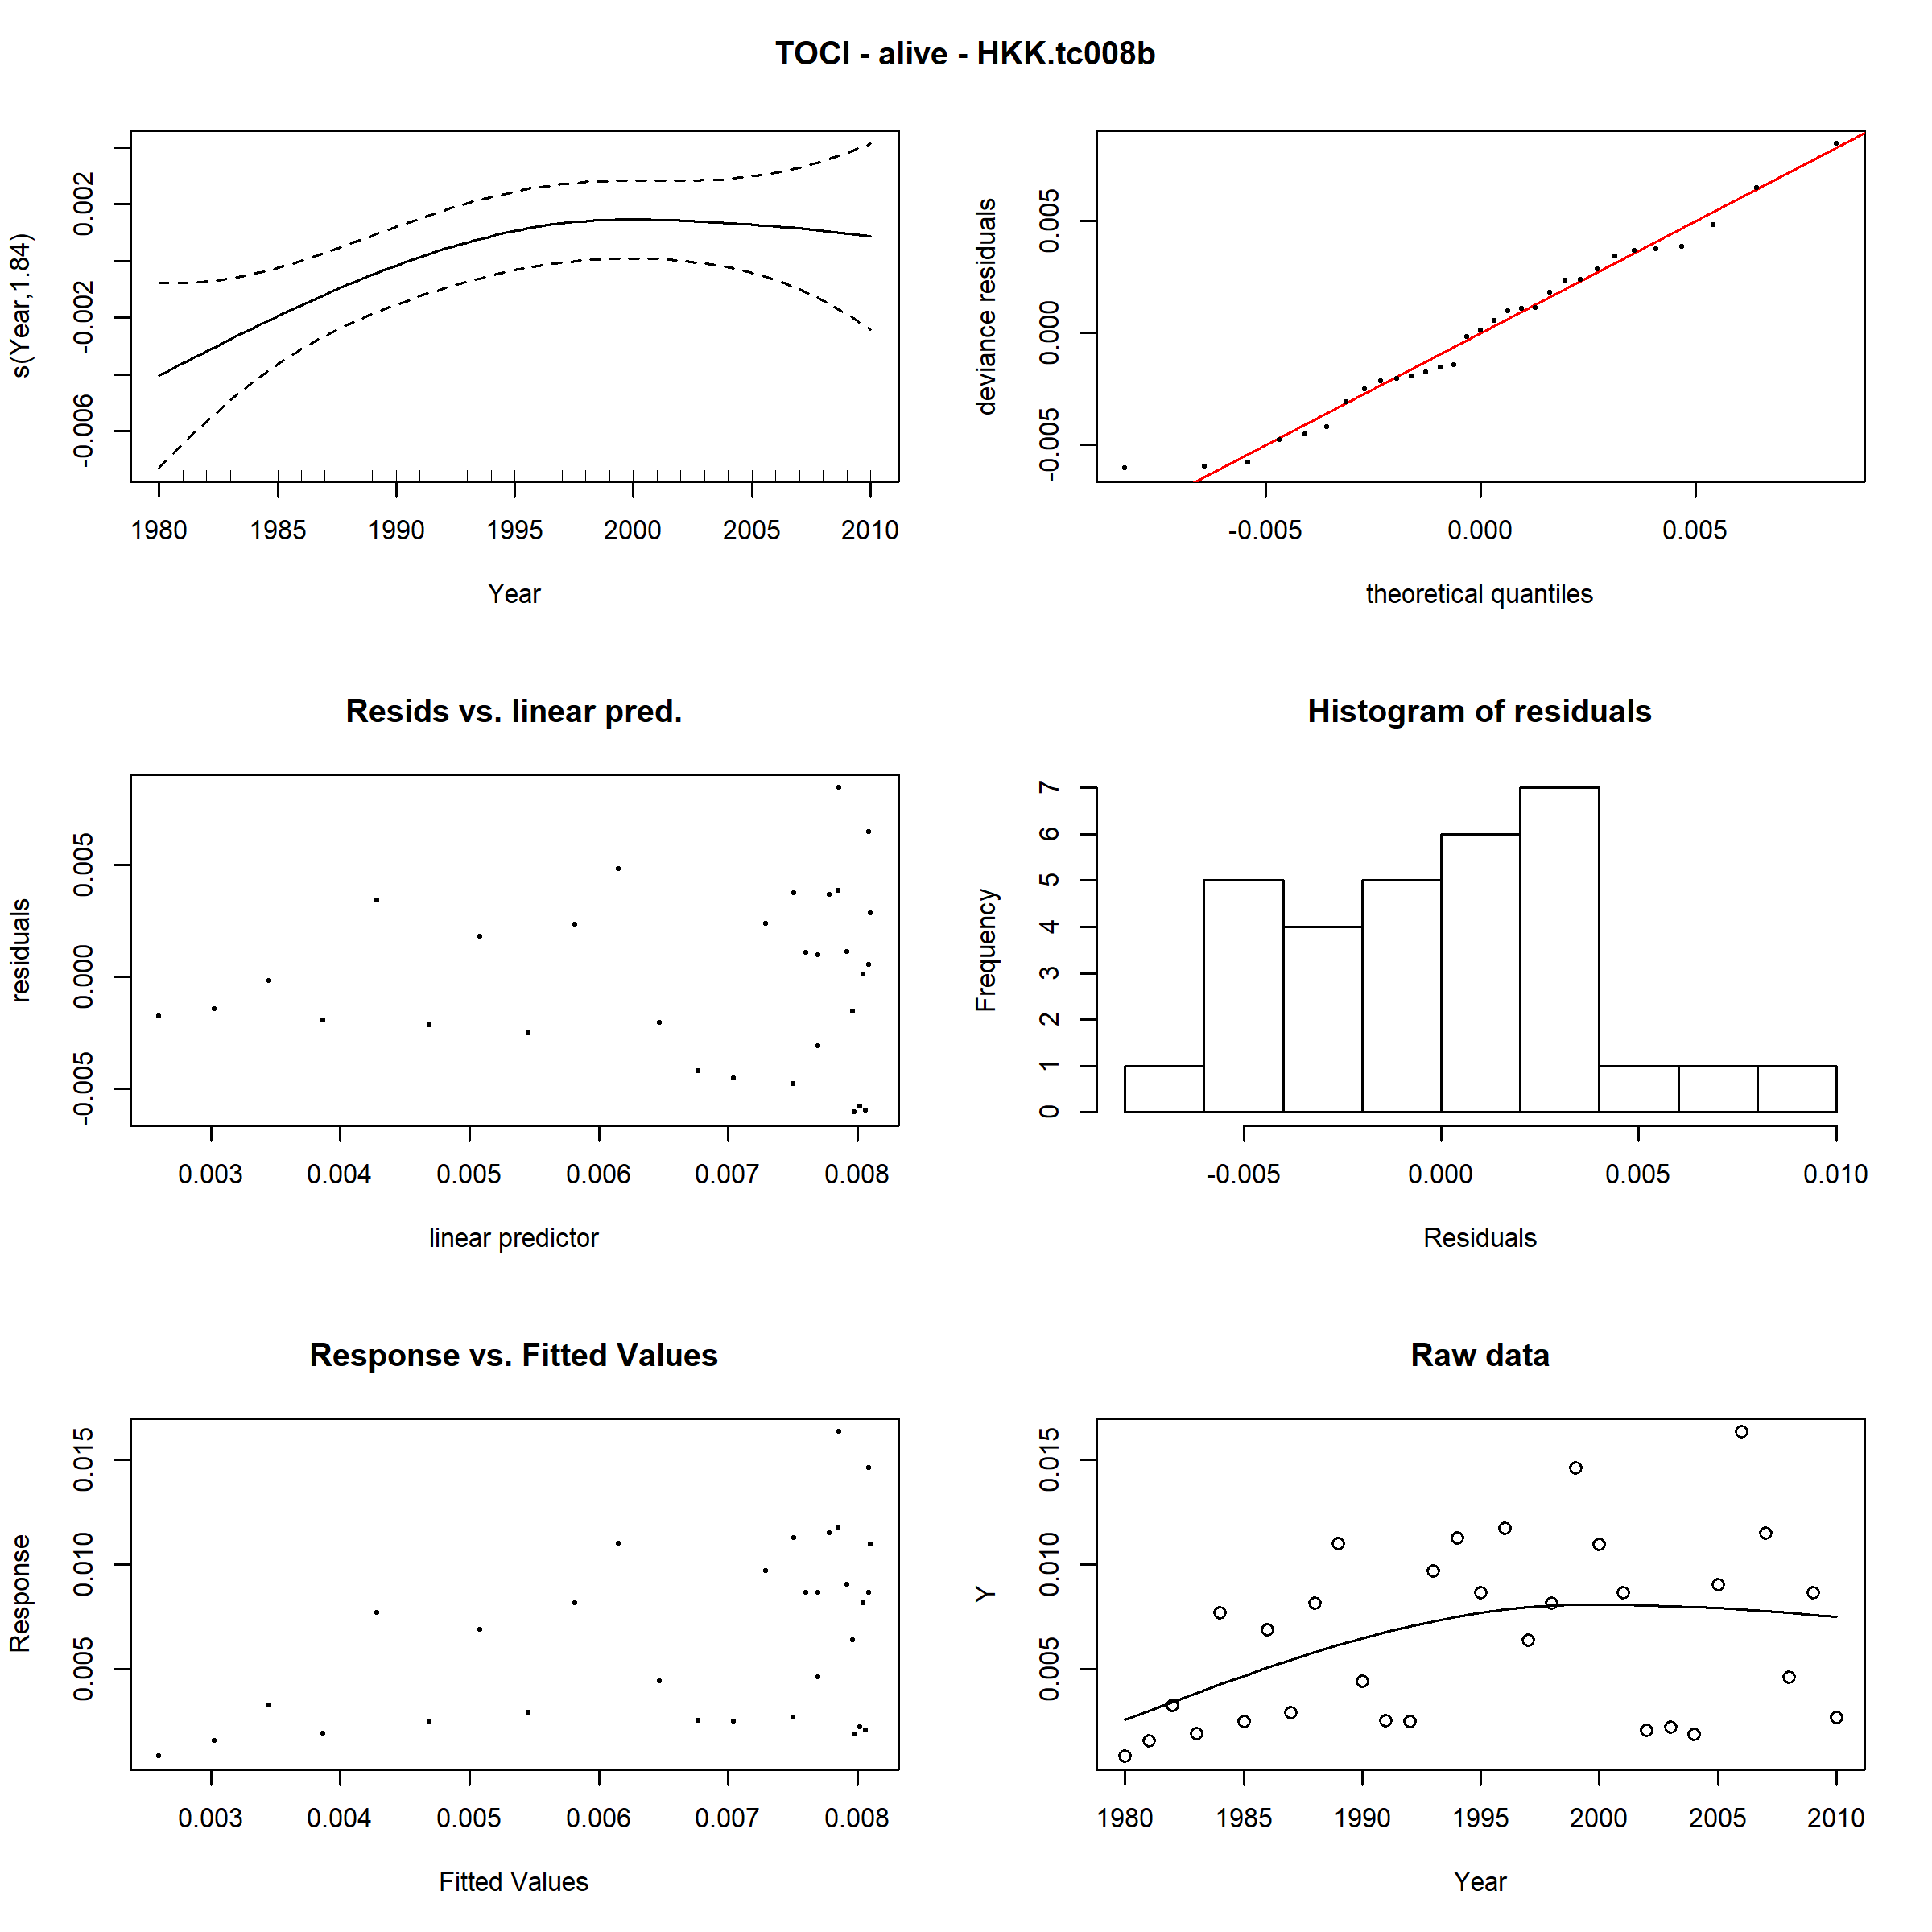 TOCI - alive - HKK.tc008b
s(Year,1.84)
0.002
-0.002
-0.006
1980 1985 1990 1995 2000 2005 2010
Year
deviance residuals
0.005
0.000
-0.005
-0.005 0.000 0.005
theoretical quantiles
Resids vs. linear pred.
residuals
0.005
0.000
-0.005
0.003 0.004 0.005 0.006 0.007 0.008
linear predictor
Histogram of residuals
Frequency
7
6
5
4
3
2
1
0
-0.005 0.000 0.005 0.010
Residuals
Response vs. Fitted Values
Response
0.015
0.010
0.005
0.003 0.004 0.005 0.006 0.007 0.008
Fitted Values
Raw data
Y
0.015
0.010
0.005
1980 1985 1990 1995 2000 2005 2010
Year